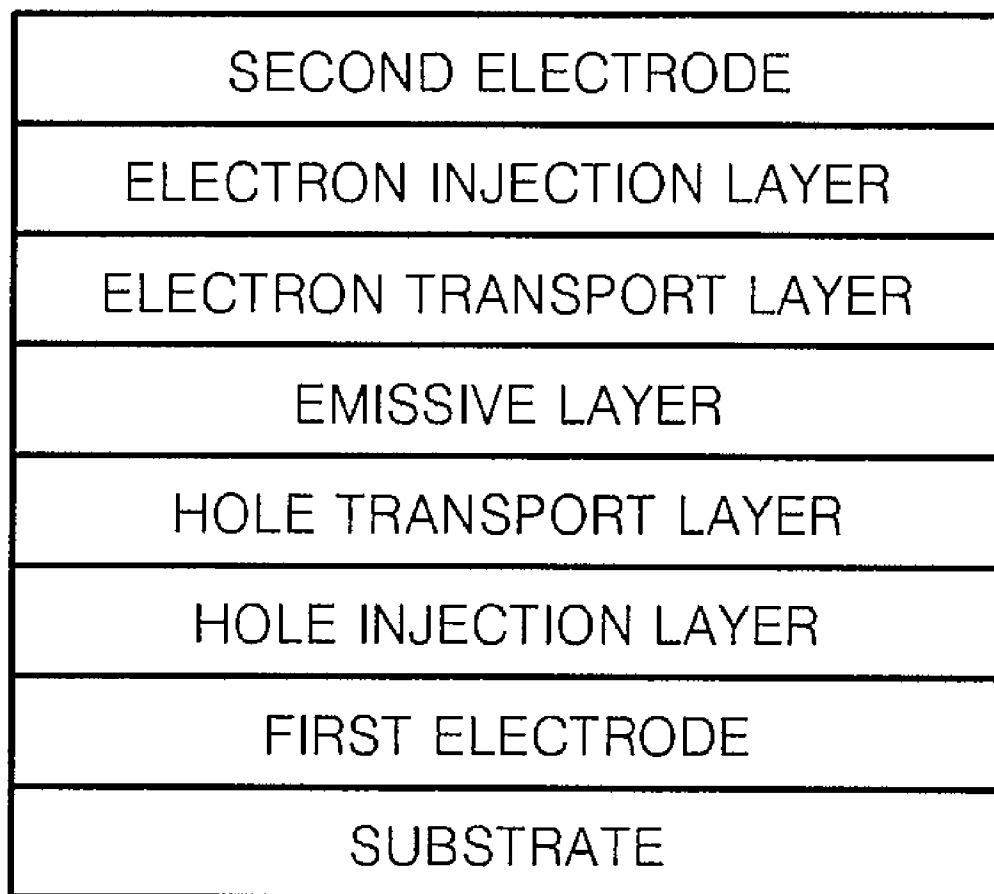 SECOND ELECTRODE
ELECTRON INJECTION LAYER
ELECTRON TRANSPORT LAYER
EMISSIVE LAYER
HOLE TRANSPORT LAYER
HOLE INJECTION LAYER
FIRST ELECTRODE
SUBSTRATE